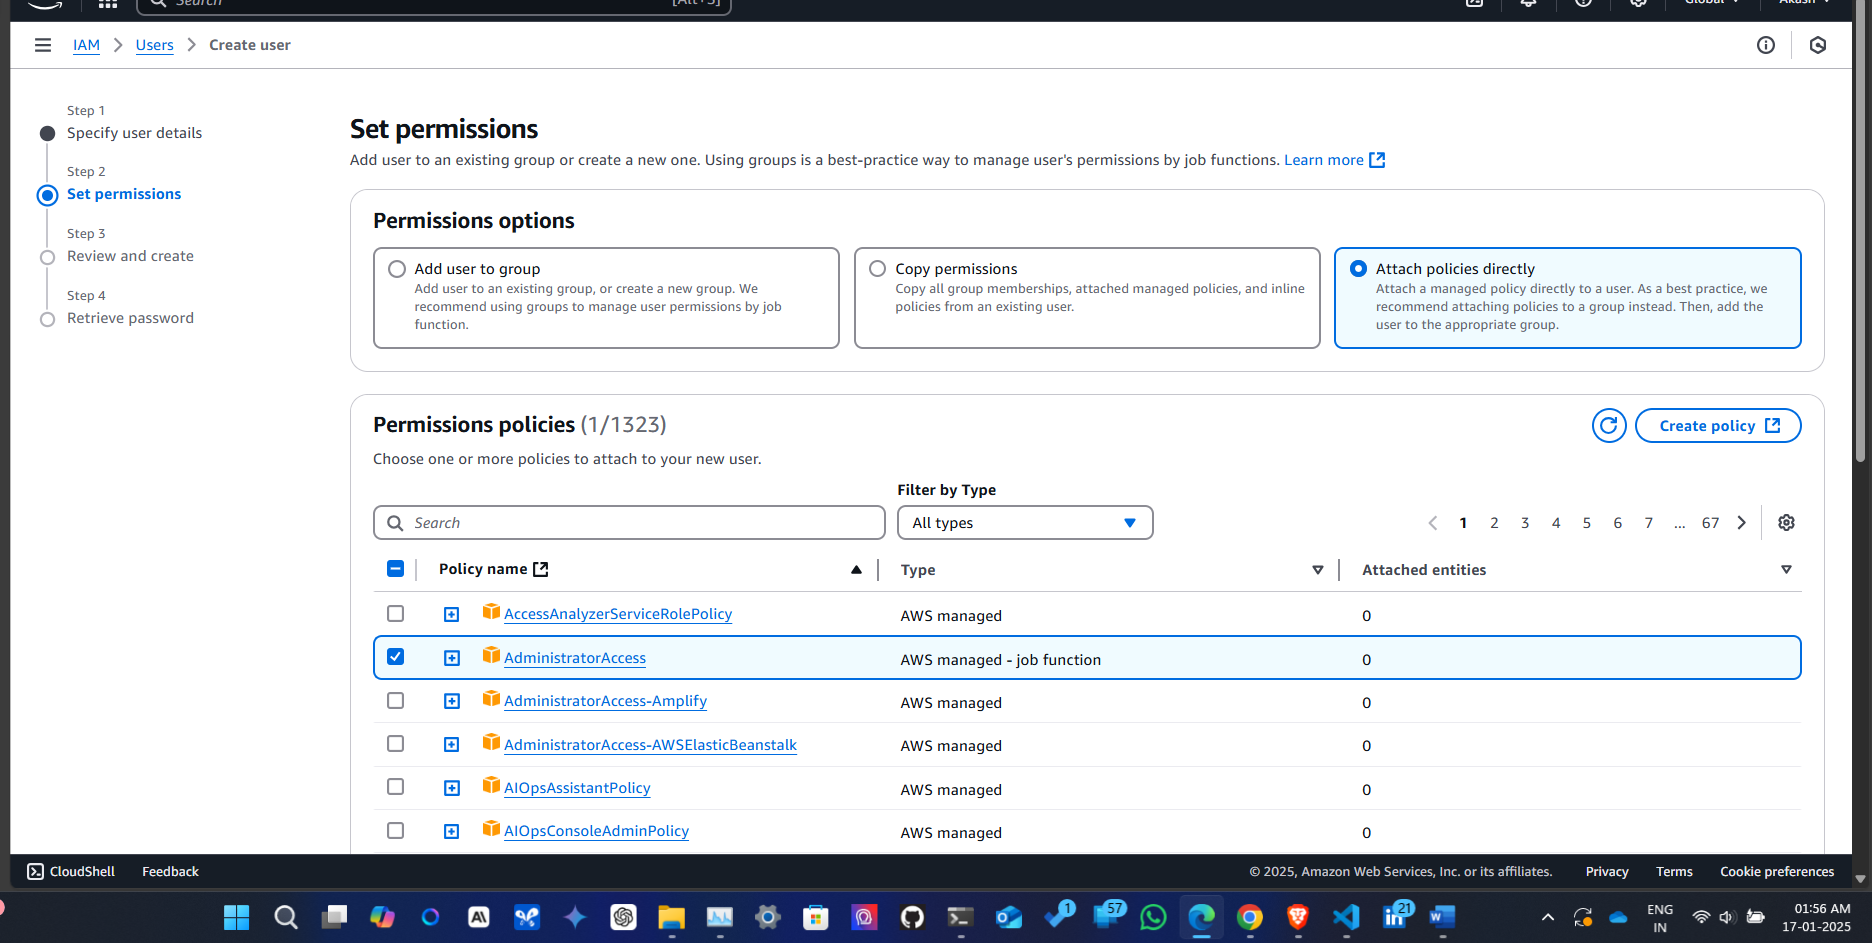 Search [Alt+S] Global Akash
IAM Users Create user
Step 1
Specify user details
Step 2
Set permissions
Step 3
Review and create
Step 4
Retrieve password
Set permissions
Add user to an existing group or create a new one. Using groups is a best-practice way to manage user's permissions by job functions. Learn more
Permissions options
Add user to group
Add user to an existing group, or create a new group. We
recommend using groups to manage user permissions by job
function.
Copy permissions
Copy all group memberships, attached managed policies, and inline
policies from an existing user.
Attach policies directly
Attach a managed policy directly to a user. As a best practice, we
recommend attaching policies to a group instead. Then, add the
user to the appropriate group.
Permissions policies (1/1323)
Create policy
Choose one or more policies to attach to your new user.
Filter by Type
Search
All types
1 2 3 4 5 6 7 ... 67
Policy name Type Attached entities
AccessAnalyzerServiceRolePolicy AWS managed 0
AdministratorAccess AWS managed - job function 0
AdministratorAccess-Amplify AWS managed 0
AdministratorAccess-AWSElasticBeanstalk AWS managed 0
AIOpsAssistantPolicy AWS managed 0
AIOpsConsoleAdminPolicy AWS managed 0
CloudShell Feedback © 2025, Amazon Web Services, Inc. or its affiliates. Privacy Terms Cookie preferences
1 57 21
ENG
IN
01:56 AM
17-01-2025